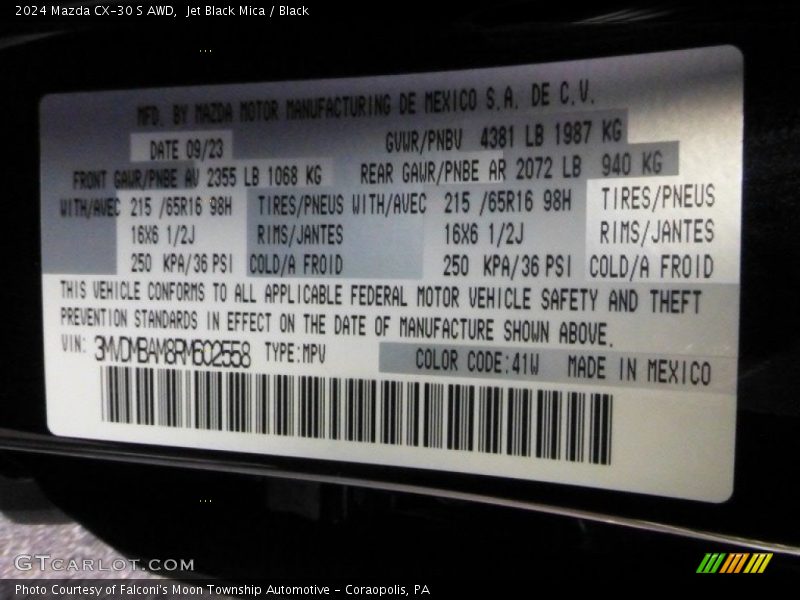 2024 Mazda CX-30 S AWD,  Jet Black Mica / Black
...
MFD. BY MAZDA MOTOR MANUFACTURING DE MEXICO S.A. DE C.V.
DATE 09/23 GVWR/PNBV 4381 LB 1987 KG
FRONT GAWR/PNBE AV 2355 LB 1068 KG REAR GAWR/PNBE AR 2072 LB 940 KG
WITH/AVEC 215 /65R16 98H TIRES/PNEUS WITH/AVEC 215 /65R16 98H TIRES/PNEUS
16X6 1/2J RIMS/JANTES 16X6 1/2J RIMS/JANTES
250 KPA/36 PSI COLD/A FROID 250 KPA/36 PSI COLD/A FROID
THIS VEHICLE CONFORMS TO ALL APPLICABLE FEDERAL MOTOR VEHICLE SAFETY AND THEFT
PREVENTION STANDARDS IN EFFECT ON THE DATE OF MANUFACTURE SHOWN ABOVE.
VIN: 3MVDMBAM8RM602558 TYPE:MPV COLOR CODE:41W MADE IN MEXICO
...
GTCARLOT.COM
Photo Courtesy of Falconi's Moon Township Automotive - Coraopolis, PA